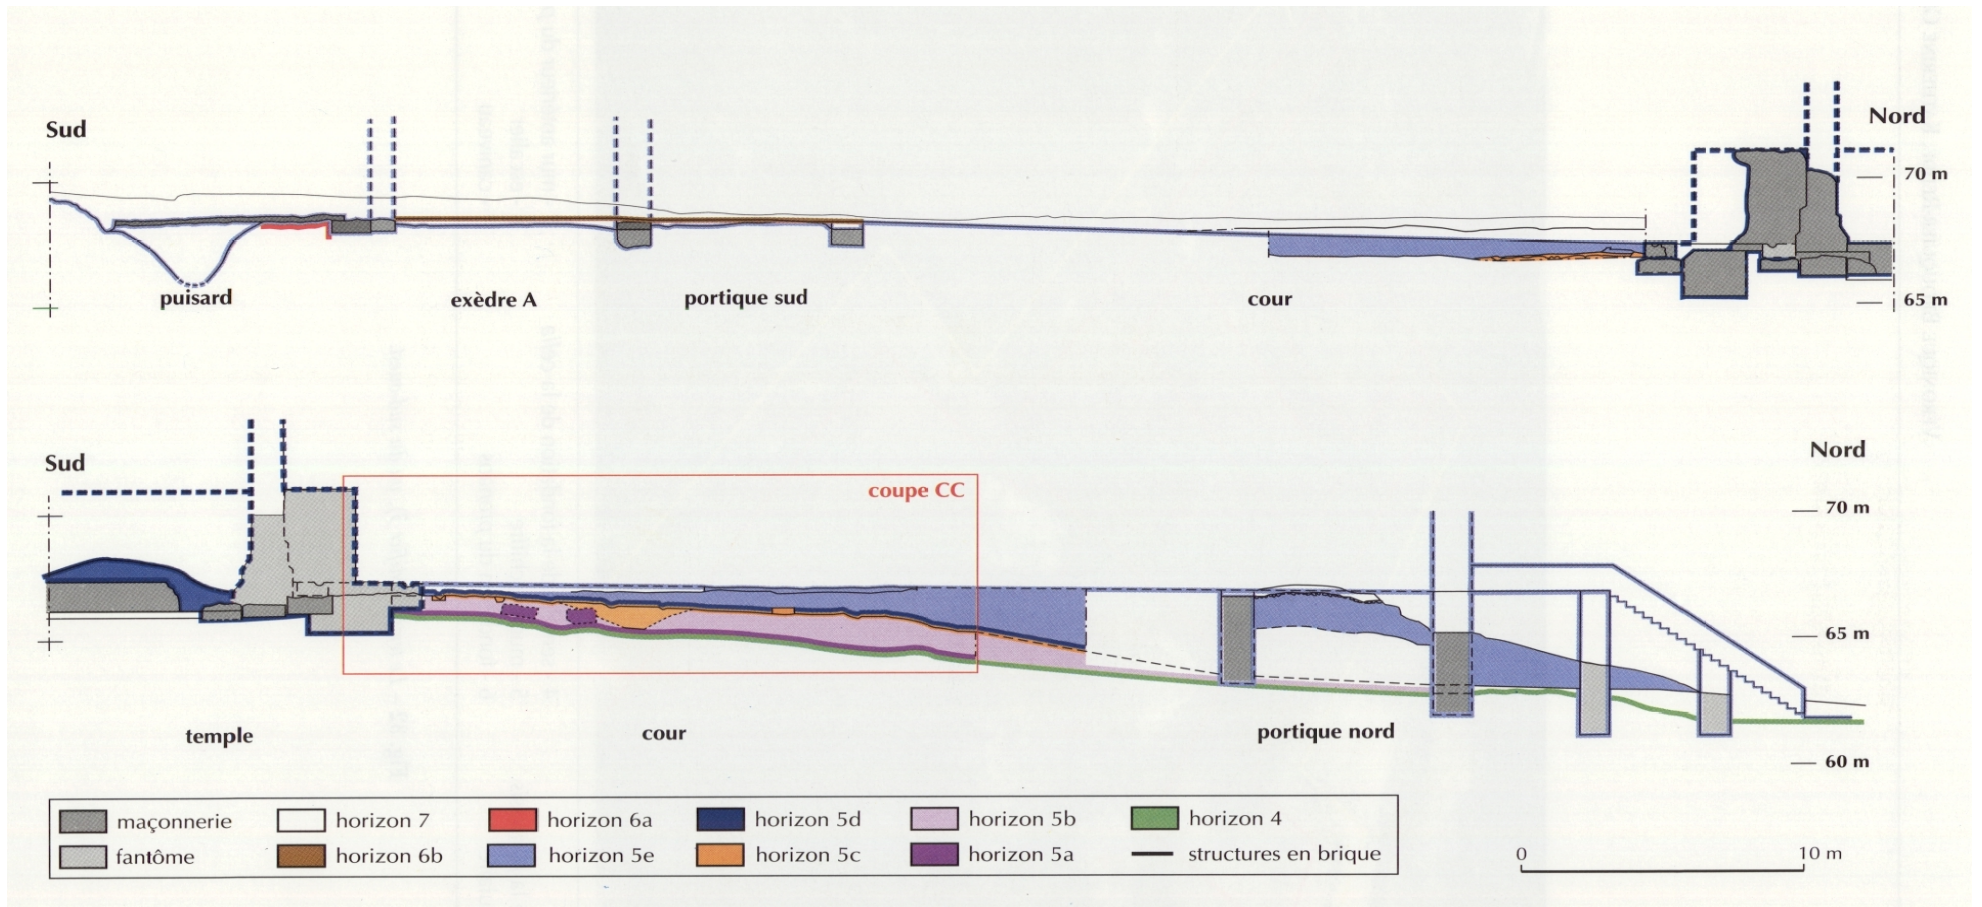 Sud
Nord
70 m
65 m
puisard
exèdre A
portique sud
cour
Sud
Nord
coupe CC
70 m
65 m
60 m
temple
cour
portique nord
maçonnerie
horizon 7
horizon 6a
horizon 5d
horizon 5b
horizon 4
fantôme
horizon 6b
horizon 5e
horizon 5c
horizon 5a
structures en brique
0
10 m